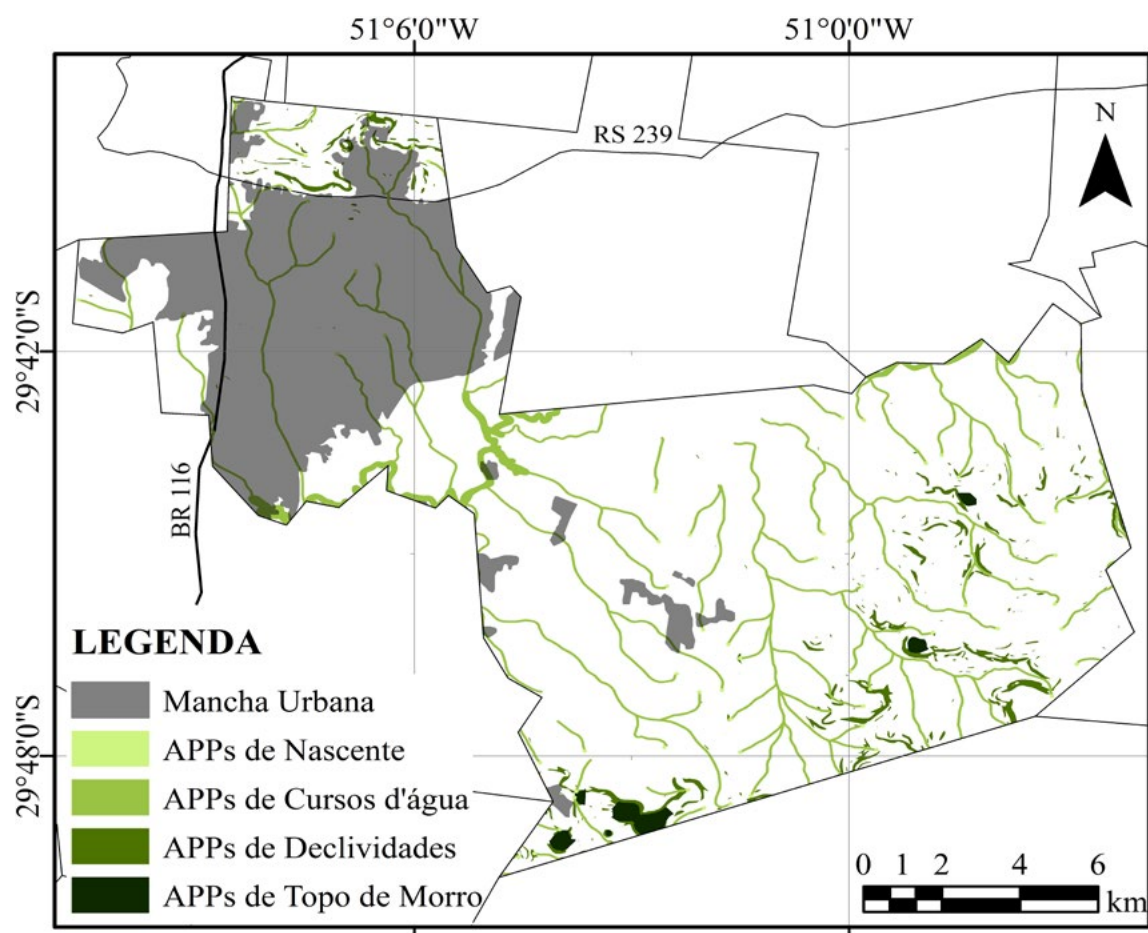 51°6'0"W
51°0'0"W
N
RS 239
29°42'0"S
BR 116
LEGENDA
Mancha Urbana
APPs de Nascente
APPs de Cursos d'água
APPs de Declividades
APPs de Topo de Morro
29°48'0"S
0 1 2 4 6
km